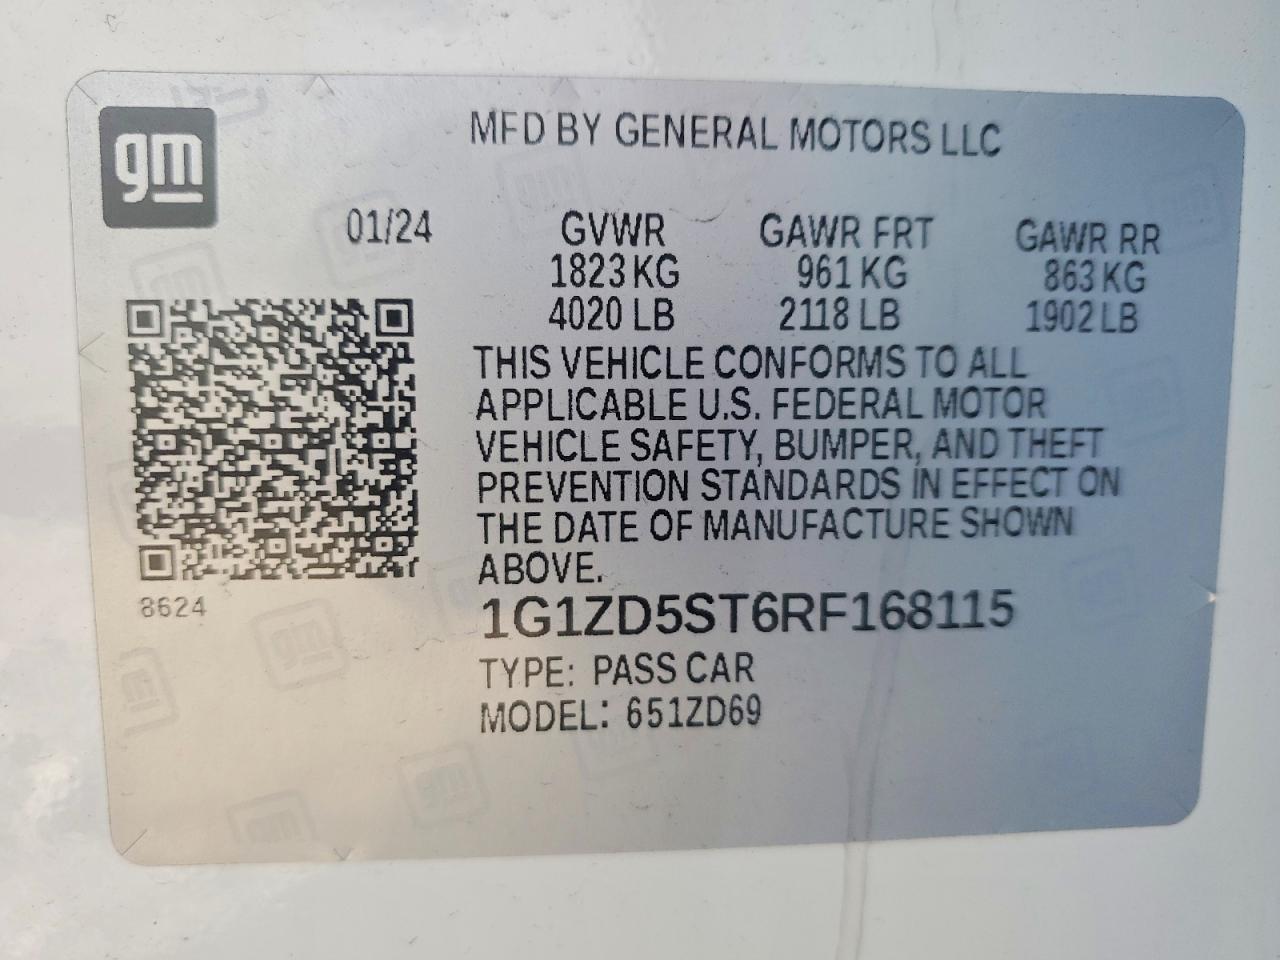 gm
MFD BY GENERAL MOTORS LLC
01/24 GVWR GAWR FRT GAWR RR
1823 KG 961 KG 863 KG
4020 LB 2118 LB 1902 LB
THIS VEHICLE CONFORMS TO ALL
APPLICABLE U.S. FEDERAL MOTOR
VEHICLE SAFETY, BUMPER, AND THEFT
PREVENTION STANDARDS IN EFFECT ON
THE DATE OF MANUFACTURE SHOWN
ABOVE.
8624
1G1ZD5ST6RF168115
TYPE: PASS CAR
MODEL: 651ZD69